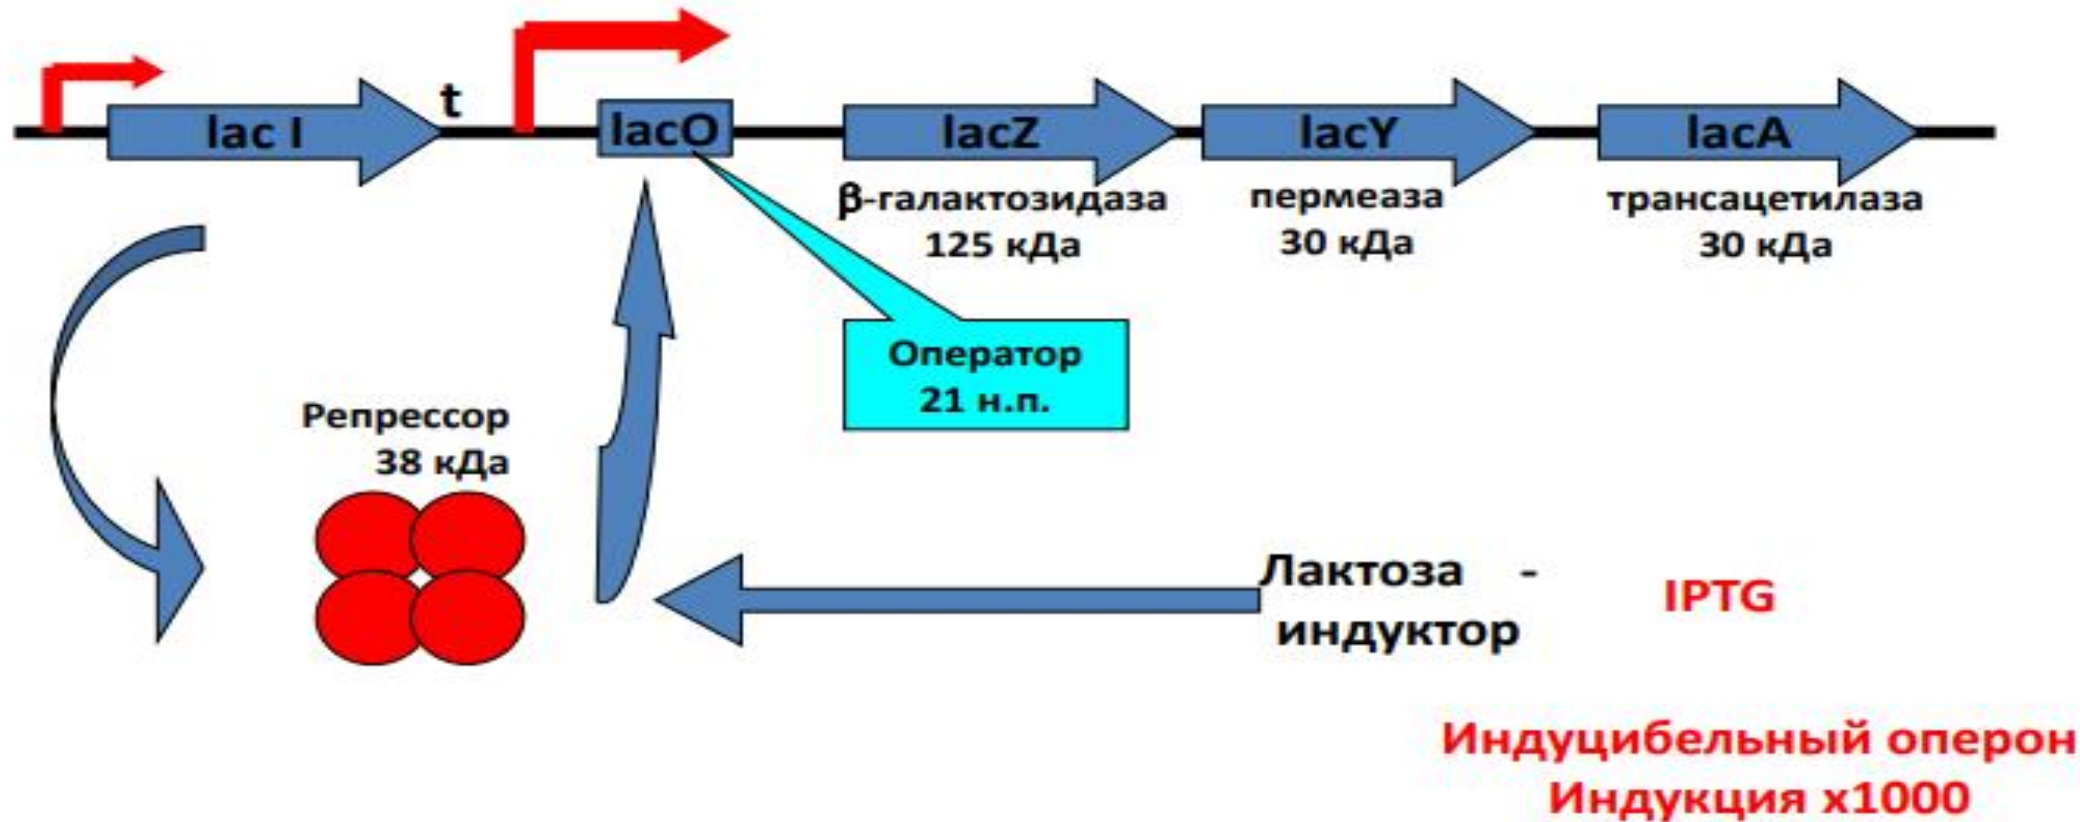 t
lac I
lacO
lacZ
lacY
lacA
β-галактозидаза
125 кДа
пермеаза
30 кДа
трансацетилаза
30 кДа
Оператор
21 н.п.
Репрессор
38 кДа
Лактоза -
индуктор
IPTG
Индуцибельный оперон
Индукция х1000